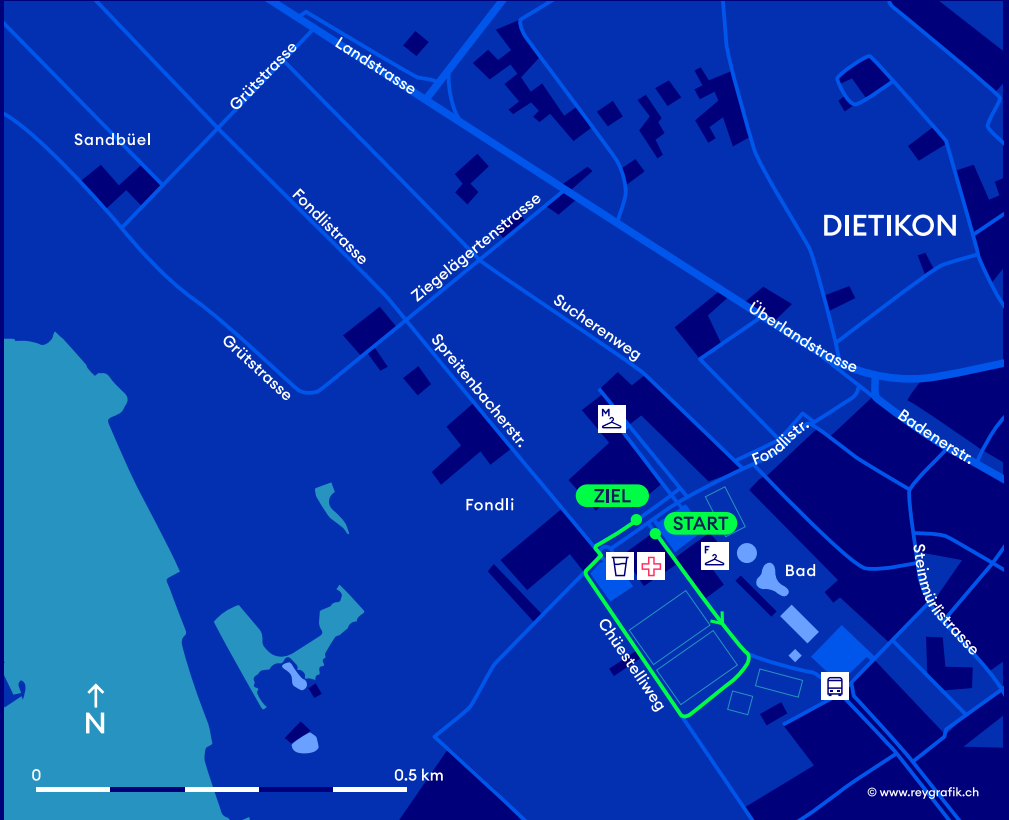 Landstrasse
Grütstrasse
Sandbüel
Fondlistrasse
Ziegelägertenstrasse
DIETIKON
Sucherenweg
Überlandstrasse
Grütstrasse
Spreitenbacherstr.
M
Fondlistr.
Badenerstr.
ZIEL
Fondli
START
F
Bad
Steinmürlistrasse
Chüestelliweg
N
0
0.5 km
© www.reygrafik.ch